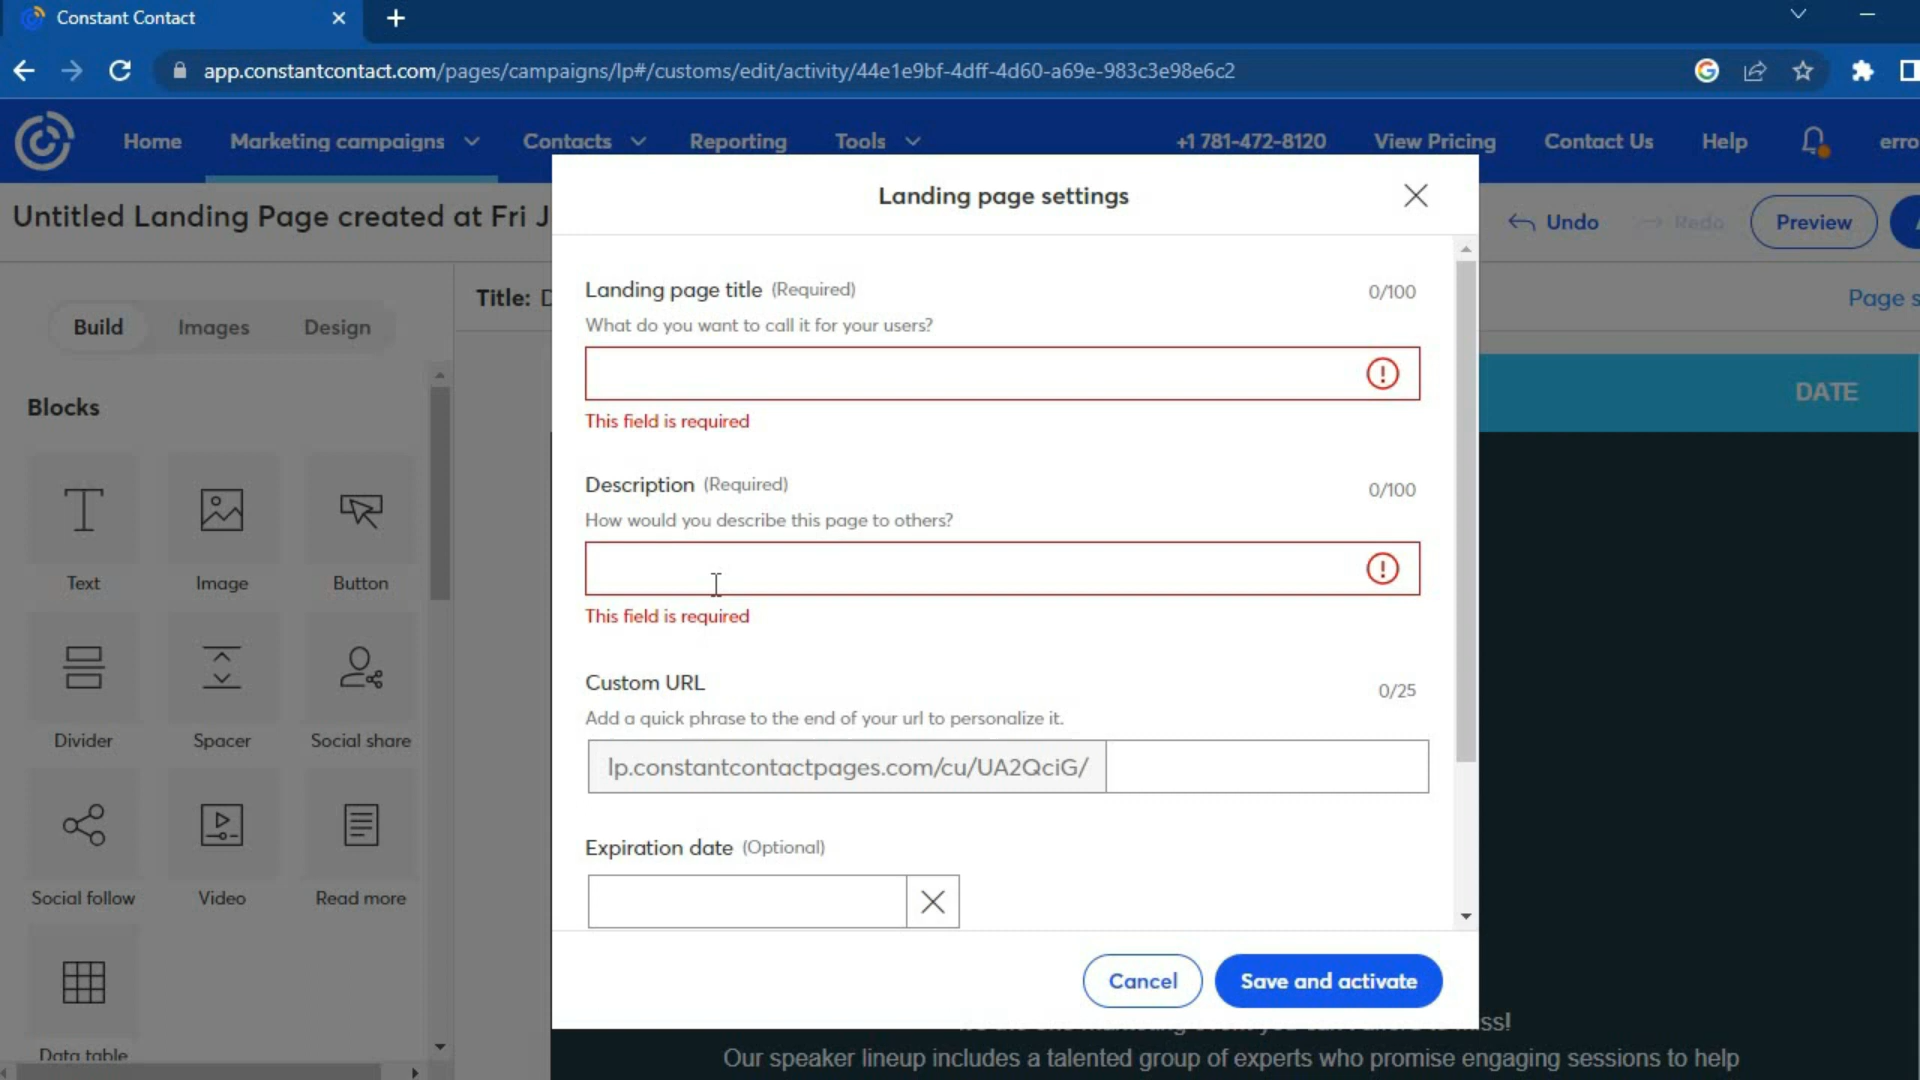 Constant Contact
app.constantcontact.com/pages/campaigns/lp#/customs/edit/activity/44e1e9bf-4dff-4d60-a69e-983c3e98e6c2
Home
Marketing campaigns
Contacts
Reporting
Tools
+1 781-472-8120
View Pricing
Contact Us
Help
erro
Untitled Landing Page created at Fri J
Undo
Redo
Preview
Build
Images
Design
Title:
Page s
DATE
Blocks
Text
Image
Button
Divider
Spacer
Social share
Social follow
Video
Read more
Data table
Landing page settings
Landing page title (Required)
0/100
What do you want to call it for your users?
This field is required
Description (Required)
0/100
How would you describe this page to others?
This field is required
Custom URL
0/25
Add a quick phrase to the end of your url to personalize it.
lp.constantcontactpages.com/cu/UA2QciG/
Expiration date (Optional)
Cancel
Save and activate
Our speaker lineup includes a talented group of experts who promise engaging sessions to help